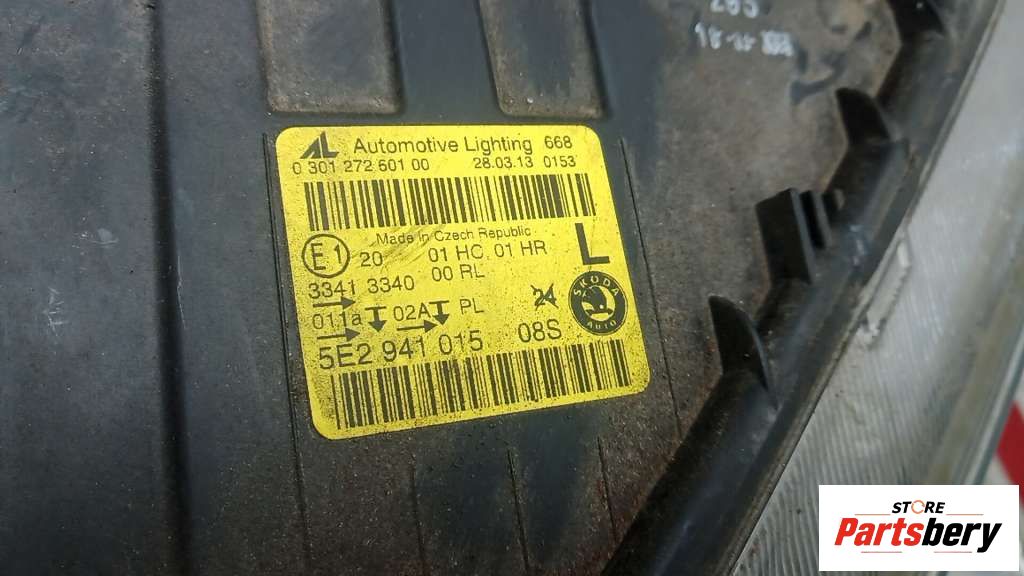 AL Automotive Lighting 668
0 301 272 601 00 28.03.13 0153
Made in Czech Republic
E1 20 01 HC. 01 HR L
3341 3340 00 RL
011a 02A PL 24
ŠKODA AUTO
5E2 941 015 08S
STORE
Partsbery